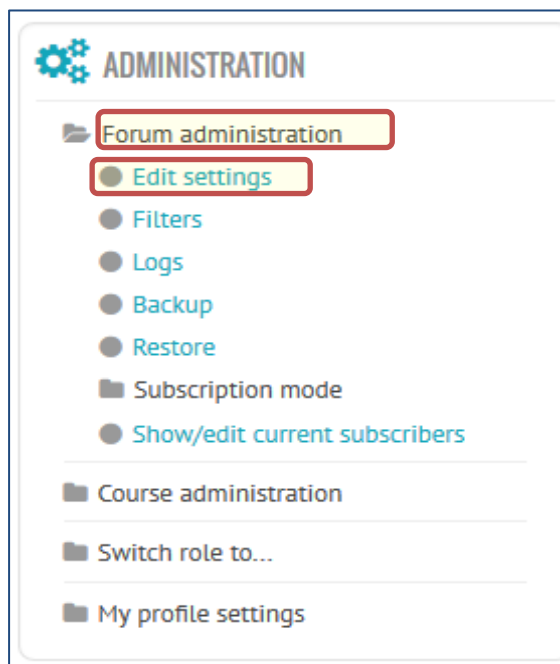 ADMINISTRATION
Forum administration
Edit settings
Filters
Logs
Backup
Restore
Subscription mode
Show/edit current subscribers
Course administration
Switch role to...
My profile settings